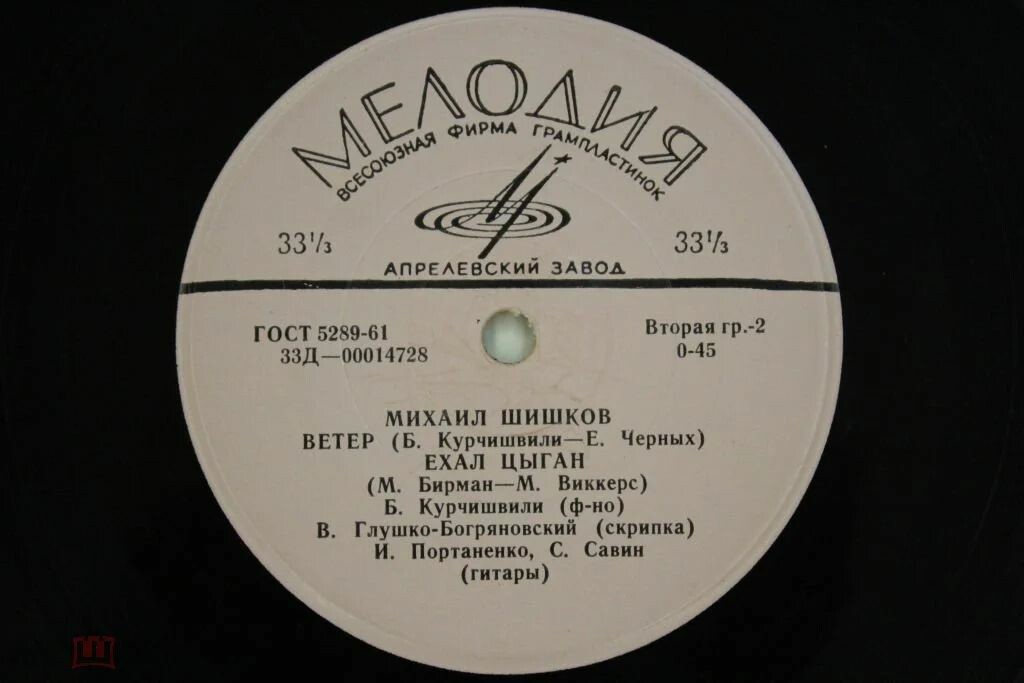 МЕЛОДИЯ
ВСЕСОЮЗНАЯ ФИРМА ГРАМПЛАСТИНОК
33⅓ 33⅓
АПРЕЛЕВСКИЙ ЗАВОД
ГОСТ 5289-61 Вторая гр.-2
33Д—00014728 0-45
МИХАИЛ ШИШКОВ
ВЕТЕР (Б. Курчишвили—Е. Черных)
ЕХАЛ ЦЫГАН
(М. Бирман—М. Виккерс)
Б. Курчишвили (ф-но)
В. Глушко-Богряновский (скрипка)
И. Портаненко, С. Савин
(гитары)